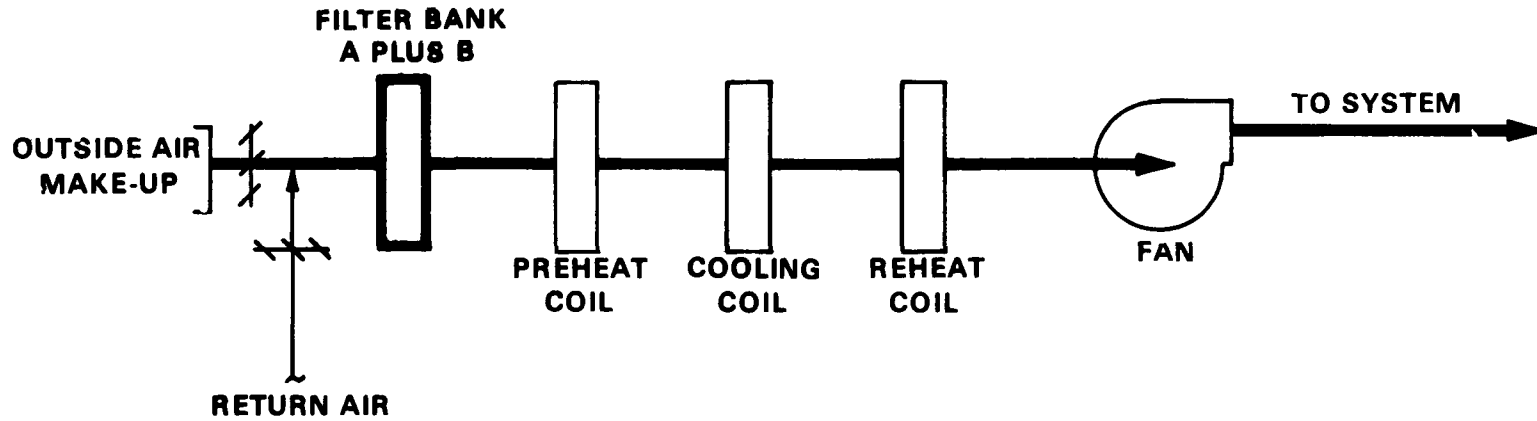 FILTER BANK
A PLUS B
OUTSIDE AIR
MAKE-UP
TO SYSTEM
PREHEAT
COIL
COOLING
COIL
REHEAT
COIL
FAN
RETURN AIR